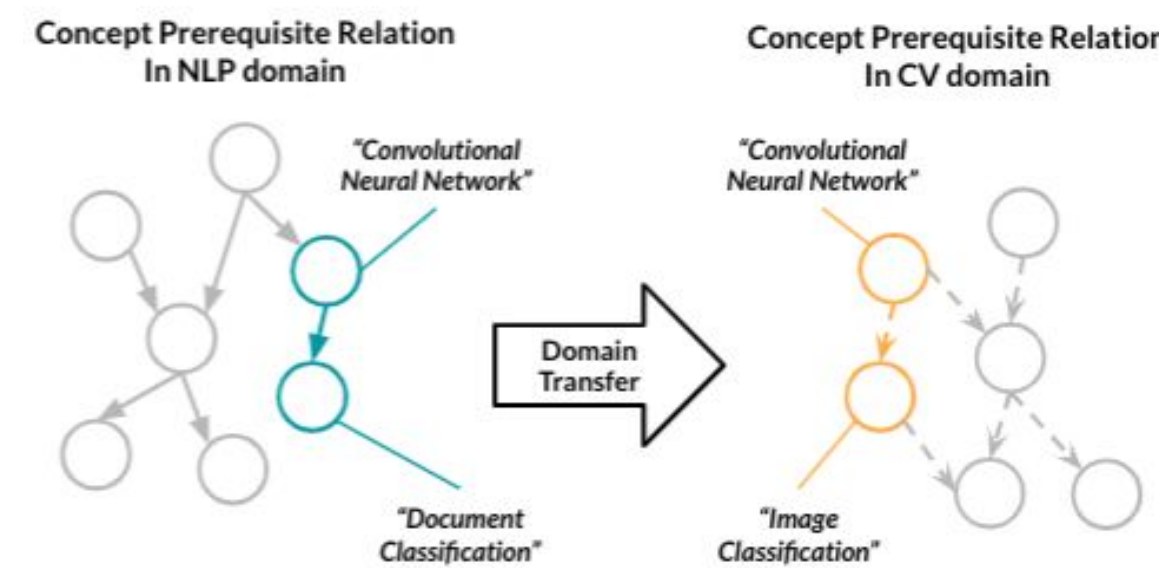 Concept Prerequisite Relation
In NLP domain
Concept Prerequisite Relation
In CV domain
“Convolutional
Neural Network”
“Convolutional
Neural Network”
Domain
Transfer
“Document
Classification”
“Image
Classification”